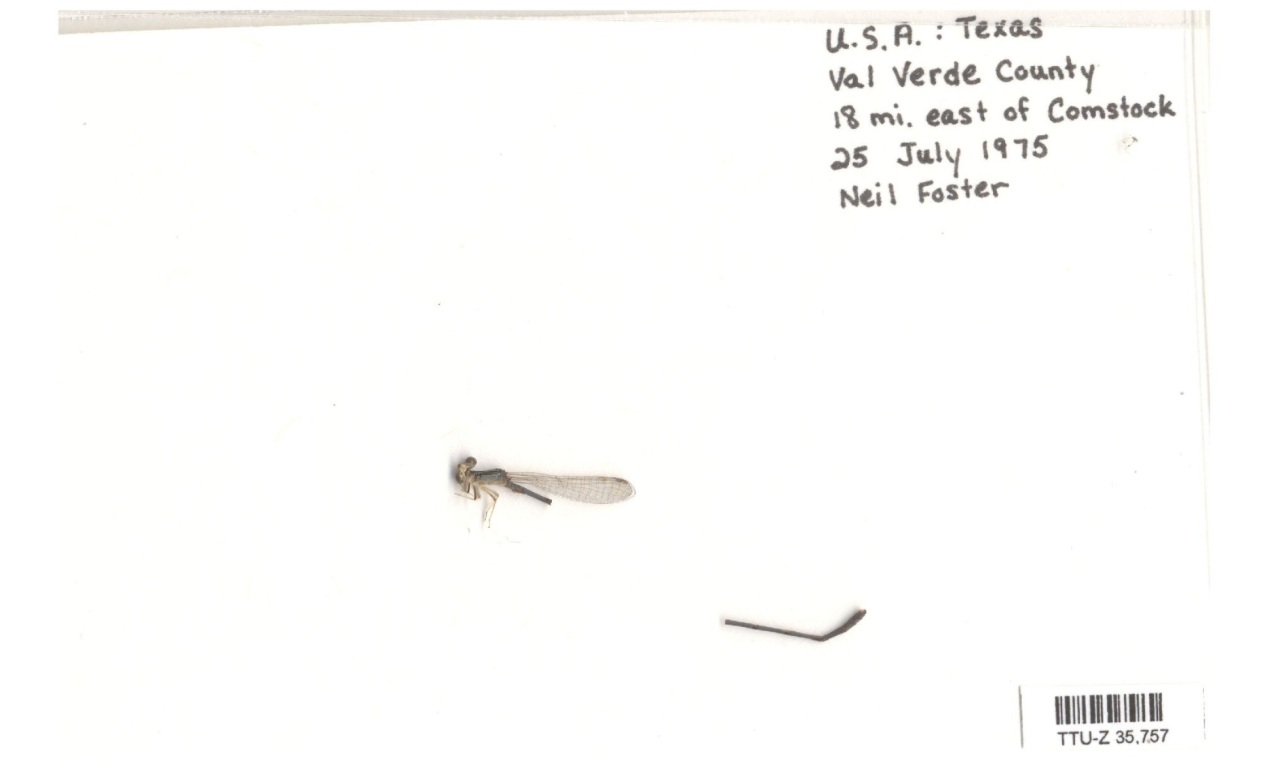 U.S.A. : Texas
Val Verde County
18 mi. east of Comstock
25 July 1975
Neil Foster
TTU-Z 35,757